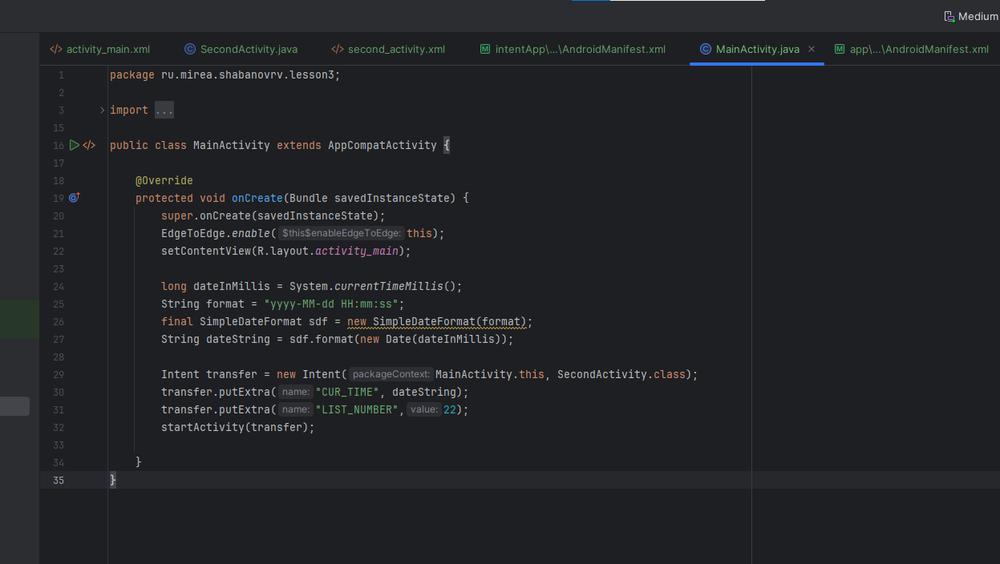 Medium
activity_main.xml SecondActivity.java second_activity.xml intentApp\...\AndroidManifest.xml MainActivity.java app\...\AndroidManifest.xml
1 package ru.mirea.shabanovrv.lesson3;
2
3 import ...
15
16 public class MainActivity extends AppCompatActivity {
17
18 @Override
19 protected void onCreate(Bundle savedInstanceState) {
20 super.onCreate(savedInstanceState);
21 EdgeToEdge.enable( $this$enableEdgeToEdge: this);
22 setContentView(R.layout.activity_main);
23
24 long dateInMillis = System.currentTimeMillis();
25 String format = "yyyy-MM-dd HH:mm:ss";
26 final SimpleDateFormat sdf = new SimpleDateFormat(format);
27 String dateString = sdf.format(new Date(dateInMillis));
28
29 Intent transfer = new Intent( packageContext: MainActivity.this, SecondActivity.class);
30 transfer.putExtra( name: "CUR_TIME", dateString);
31 transfer.putExtra( name: "LIST_NUMBER", value: 22);
32 startActivity(transfer);
33
34 }
35 }